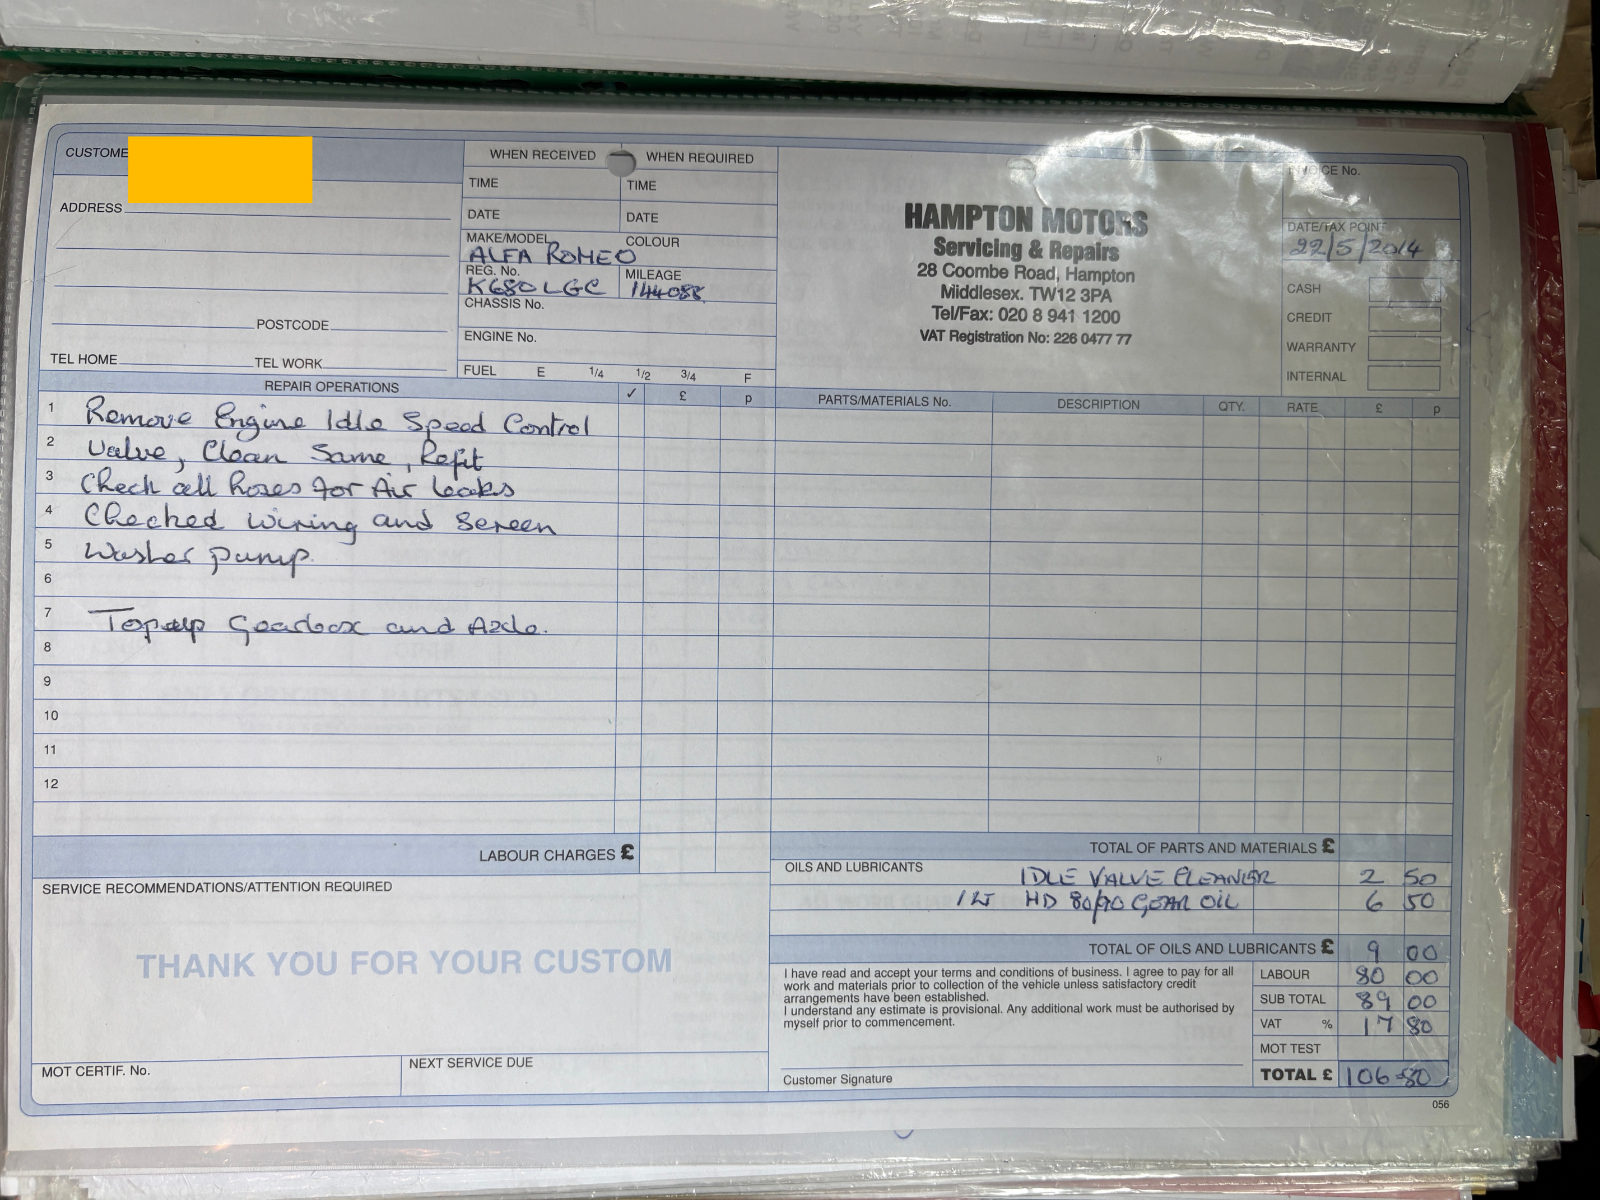 CUSTOME
ADDRESS
POSTCODE
TEL HOME TEL WORK
WHEN RECEIVED WHEN REQUIRED
TIME TIME
DATE DATE
MAKE/MODEL COLOUR
ALFA ROMEO
REG. No. MILEAGE
K680LGC 144088
CHASSIS No.
ENGINE No.
FUEL E 1/4 1/2 3/4 F
HAMPTON MOTORS
Servicing & Repairs
28 Coombe Road, Hampton
Middlesex. TW12 3PA
Tel/Fax: 020 8 941 1200
VAT Registration No: 226 0477 77
INVOICE No.
DATE/TAX POINT
22/5/2014
CASH
CREDIT
WARRANTY
INTERNAL
REPAIR OPERATIONS ✓ £ p
1 Remove Engine Idle Speed Control
2 Valve, Clean Same, Refit
3 Check all hoses for Air leaks
4 Checked wiring and Screen
5 Washer pump.
6
7 Top up Gearbox and Axle.
8
9
10
11
12
LABOUR CHARGES £
PARTS/MATERIALS No. DESCRIPTION QTY. RATE £ p
TOTAL OF PARTS AND MATERIALS £
OILS AND LUBRICANTS
IDLE VALVE CLEANER 2 50
1 LT HD 80/90 GEAR OIL 6 50
TOTAL OF OILS AND LUBRICANTS £ 9 00
SERVICE RECOMMENDATIONS/ATTENTION REQUIRED
THANK YOU FOR YOUR CUSTOM
MOT CERTIF. No. NEXT SERVICE DUE
I have read and accept your terms and conditions of business. I agree to pay for all
work and materials prior to collection of the vehicle unless satisfactory credit
arrangements have been established.
I understand any estimate is provisional. Any additional work must be authorised by
myself prior to commencement.
Customer Signature
LABOUR 80 00
SUB TOTAL 89 00
VAT % 17 80
MOT TEST
TOTAL £ 106-80
056